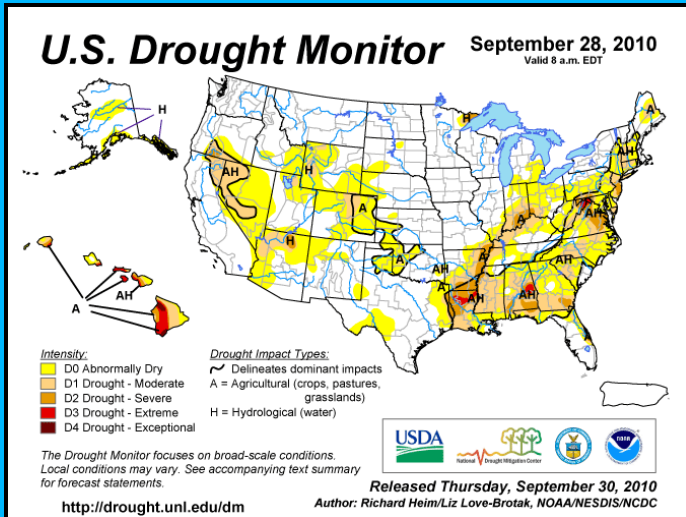 U.S. Drought Monitor
September 28, 2010
Valid 8 a.m. EDT
H
H
A
AH
AH
H
A
A
AH
H
A
AH
A
AH
A
AH
AH
AH
A
AH
Intensity:
D0 Abnormally Dry
D1 Drought - Moderate
D2 Drought - Severe
D3 Drought - Extreme
D4 Drought - Exceptional
Drought Impact Types:
Delineates dominant impacts
A = Agricultural (crops, pastures,
grasslands)
H = Hydrological (water)
The Drought Monitor focuses on broad-scale conditions.
Local conditions may vary. See accompanying text summary
for forecast statements.
http://drought.unl.edu/dm
USDA
National Drought Mitigation Center
NOAA
Released Thursday, September 30, 2010
Author: Richard Heim/Liz Love-Brotak, NOAA/NESDIS/NCDC